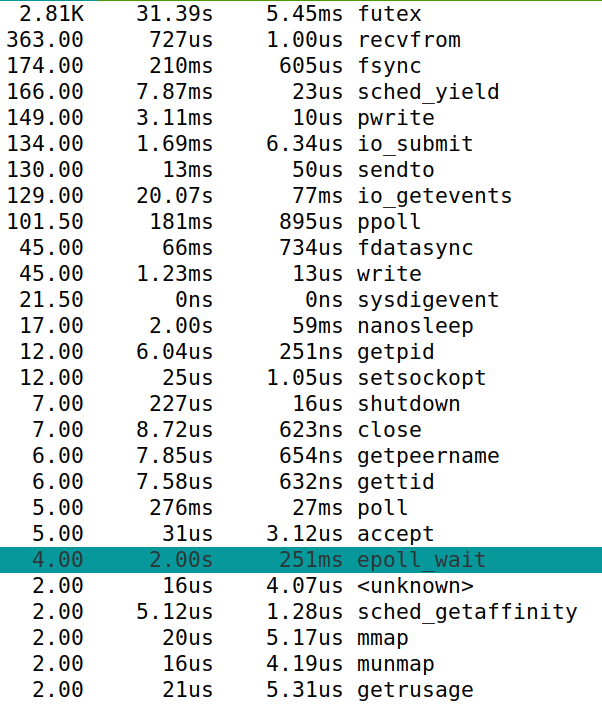 2.81K 31.39s 5.45ms futex
363.00 727us 1.00us recvfrom
174.00 210ms 605us fsync
166.00 7.87ms 23us sched_yield
149.00 3.11ms 10us pwrite
134.00 1.69ms 6.34us io_submit
130.00 13ms 50us sendto
129.00 20.07s 77ms io_getevents
101.50 181ms 895us ppoll
45.00 66ms 734us fdatasync
45.00 1.23ms 13us write
21.50 0ns 0ns sysdigevent
17.00 2.00s 59ms nanosleep
12.00 6.04us 251ns getpid
12.00 25us 1.05us setsockopt
7.00 227us 16us shutdown
7.00 8.72us 623ns close
6.00 7.85us 654ns getpeername
6.00 7.58us 632ns gettid
5.00 276ms 27ms poll
5.00 31us 3.12us accept
4.00 2.00s 251ms epoll_wait
2.00 16us 4.07us <unknown>
2.00 5.12us 1.28us sched_getaffinity
2.00 20us 5.17us mmap
2.00 16us 4.19us munmap
2.00 21us 5.31us getrusage